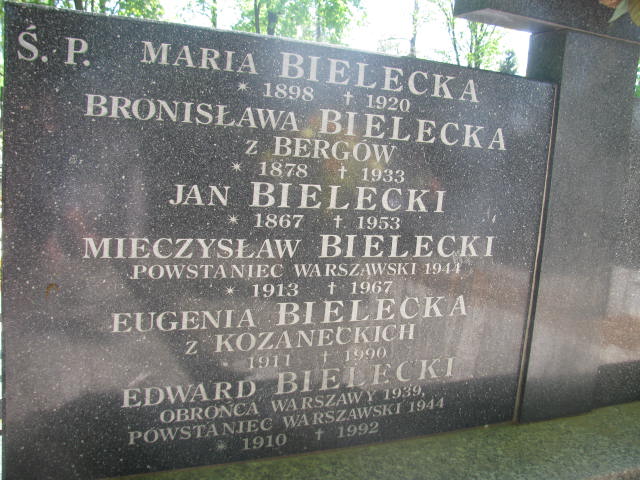 Ś. P. MARIA BIELECKA
* 1898 † 1920
BRONISŁAWA BIELECKA
Z BERGÓW
* 1878 † 1933
JAN BIELECKI
* 1867 † 1953
MIECZYSŁAW BIELECKI
POWSTANIEC WARSZAWSKI 1944
* 1913 † 1967
EUGENIA BIELECKA
Z KOZANECKICH
1911 † 1990
EDWARD BIELECKI
OBROŃCA WARSZAWY 1939,
POWSTANIEC WARSZAWSKI 1944
* 1910 † 1992